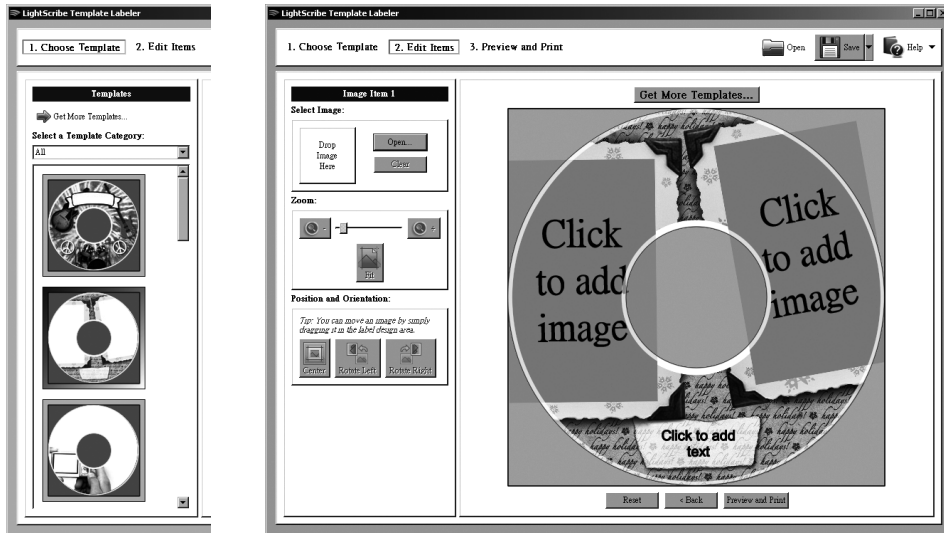 LightScribe Template Labeler
1. Choose Template 2. Edit Items
Templates
Get More Templates...
Select a Template Category:
All
LightScribe Template Labeler
1. Choose Template 2. Edit Items 3. Preview and Print
Open Save Help
Image Item 1
Select Image:
Drop
Image
Here
Open...
Clear
Zoom:
-
+
Fit
Position and Orientation:
Tip: You can move an image by simply
dragging it in the label design area.
Center Rotate Left Rotate Right
Get More Templates...
Click
to add
image
Click
to add
image
happy holidays!
Click to add
text
Reset < Back Preview and Print